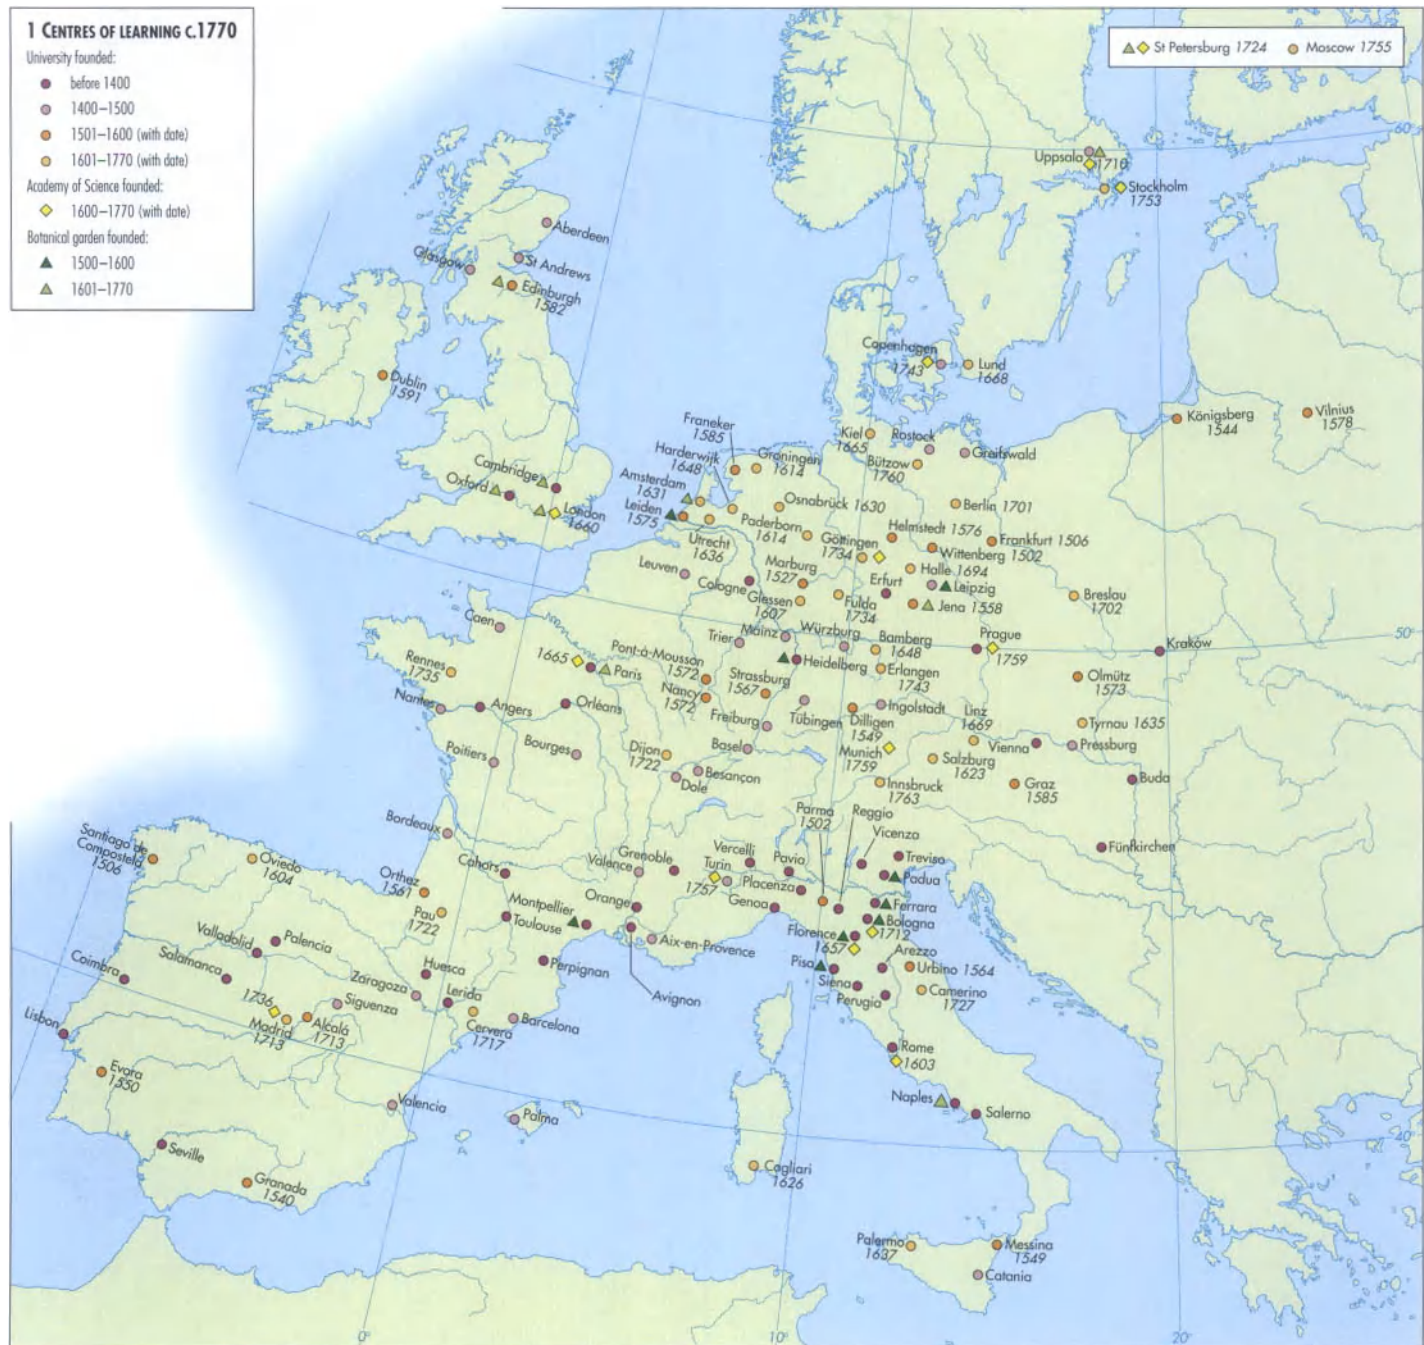 1 CENTRES OF LEARNING C.1770
University founded:
before 1400
1400–1500
1501–1600 (with date)
1601–1770 (with date)
Academy of Science founded:
1600–1770 (with date)
Botanical garden founded:
1500–1600
1601–1770
St Petersburg 1724
Moscow 1755
60°
Uppsala
1710
Stockholm
1753
Aberdeen
St Andrews
Glasgow
Edinburgh
1582
Dublin
1591
Copenhagen
1743
Lund
1668
Königsberg
1544
Vilnius
1578
Franeker
1585
Harderwijk
1648
Groningen
1614
Kiel
1665
Rostock
Greifswald
Bützow
1760
Cambridge
Oxford
London
1660
Amsterdam
1631
Leiden
1575
Osnabrück 1630
Berlin 1701
Utrecht
1636
Paderborn
1614
Göttingen
1734
Helmstedt 1576
Frankfurt 1506
Wittenberg 1502
Halle 1694
Leuven
Cologne
Marburg
1527
Erfurt
Leipzig
Giessen
1607
Fulda
1734
Jena 1558
Breslau
1702
Caen
Trier
Mainz
Würzburg
Bamberg
1648
Prague
1759
Kraków
50°
Rennes
1735
1665
Paris
Pont-à-Mousson
1572
Nancy
1572
Strassburg
1567
Heidelberg
Erlangen
1743
Olmütz
1573
Nantes
Angers
Orléans
Freiburg
Tübingen
Dilligen
1549
Ingolstadt
Linz
1669
Tyrnau 1635
Poitiers
Bourges
Dijon
1722
Basel
Besançon
Dole
Munich
1759
Salzburg
1623
Vienna
Pressburg
Innsbruck
1763
Graz
1585
Buda
Bordeaux
Parma
1502
Reggio
Vicenza
Fünfkirchen
Santiago de
Compostela
1506
Oviedo
1604
Orthez
1561
Pau
1722
Cahors
Valence
Grenoble
Vercelli
Turin
1757
Pavia
Placenza
Treviso
Padua
Montpellier
Toulouse
Orange
Genoa
Ferrara
Bologna
1712
Florence
1657
Arezzo
Valladolid
Palencia
Aix-en-Provence
Pisa
Urbino 1564
Coimbra
Salamanca
Huesca
Zaragoza
Perpignan
Avignon
Siena
Perugia
Camerino
1727
1736
Siguenza
Lerida
Lisbon
Madrid
1713
Alcalá
1713
Cervera
1717
Barcelona
Rome
1603
Evora
1550
Valencia
Palma
Naples
Salerno
Seville
Granada
1540
Cagliari
1626
40°
Palermo
1637
Messina
1549
Catania
0°
10°
20°